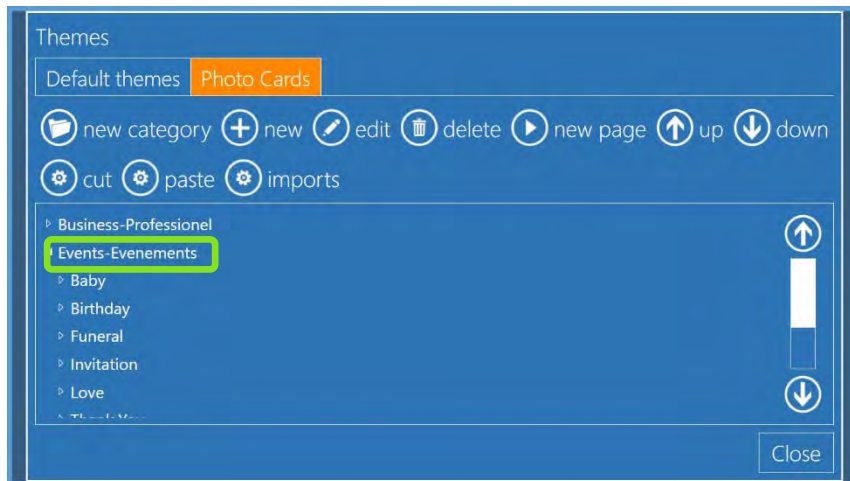 Themes
Default themes Photo Cards
new category new edit delete new page up down
cut paste imports
Business-Professionel
Events-Evenements
Baby
Birthday
Funeral
Invitation
Love
Close